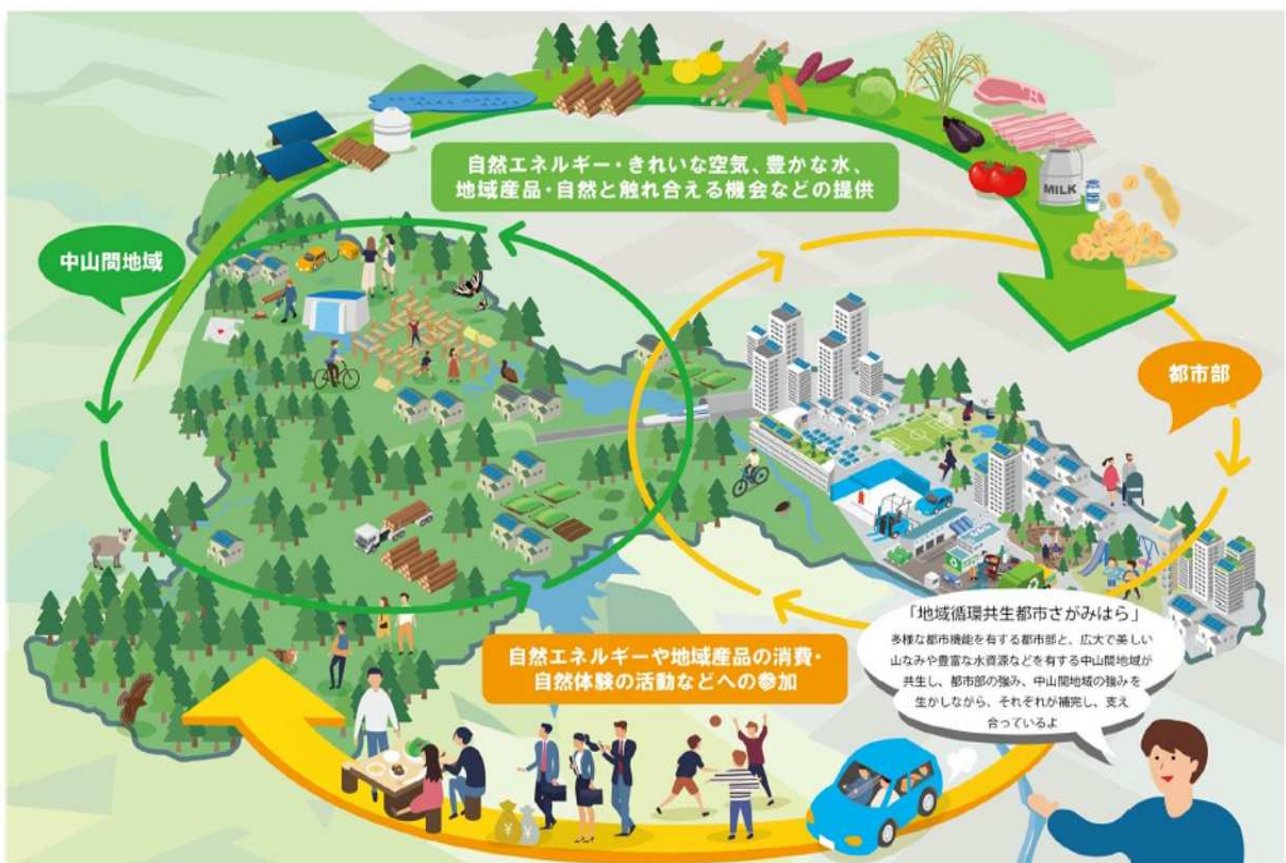 自然エネルギー・きれいな空気、豊かな水、
地域産品・自然と触れ合える機会などの提供
MILK
中山間地域
都市部
「地域循環共生都市さがみはら」
多様な都市機能を有する都市部と、広大で美しい
山なみや豊富な水資源などを有する中山間地域が
共生し、都市部の強み、中山間地域の強みを
生かしながら、それぞれが補完し、支え
合っているよ
自然エネルギーや地域産品の消費・
自然体験の活動などへの参加
¥
¥